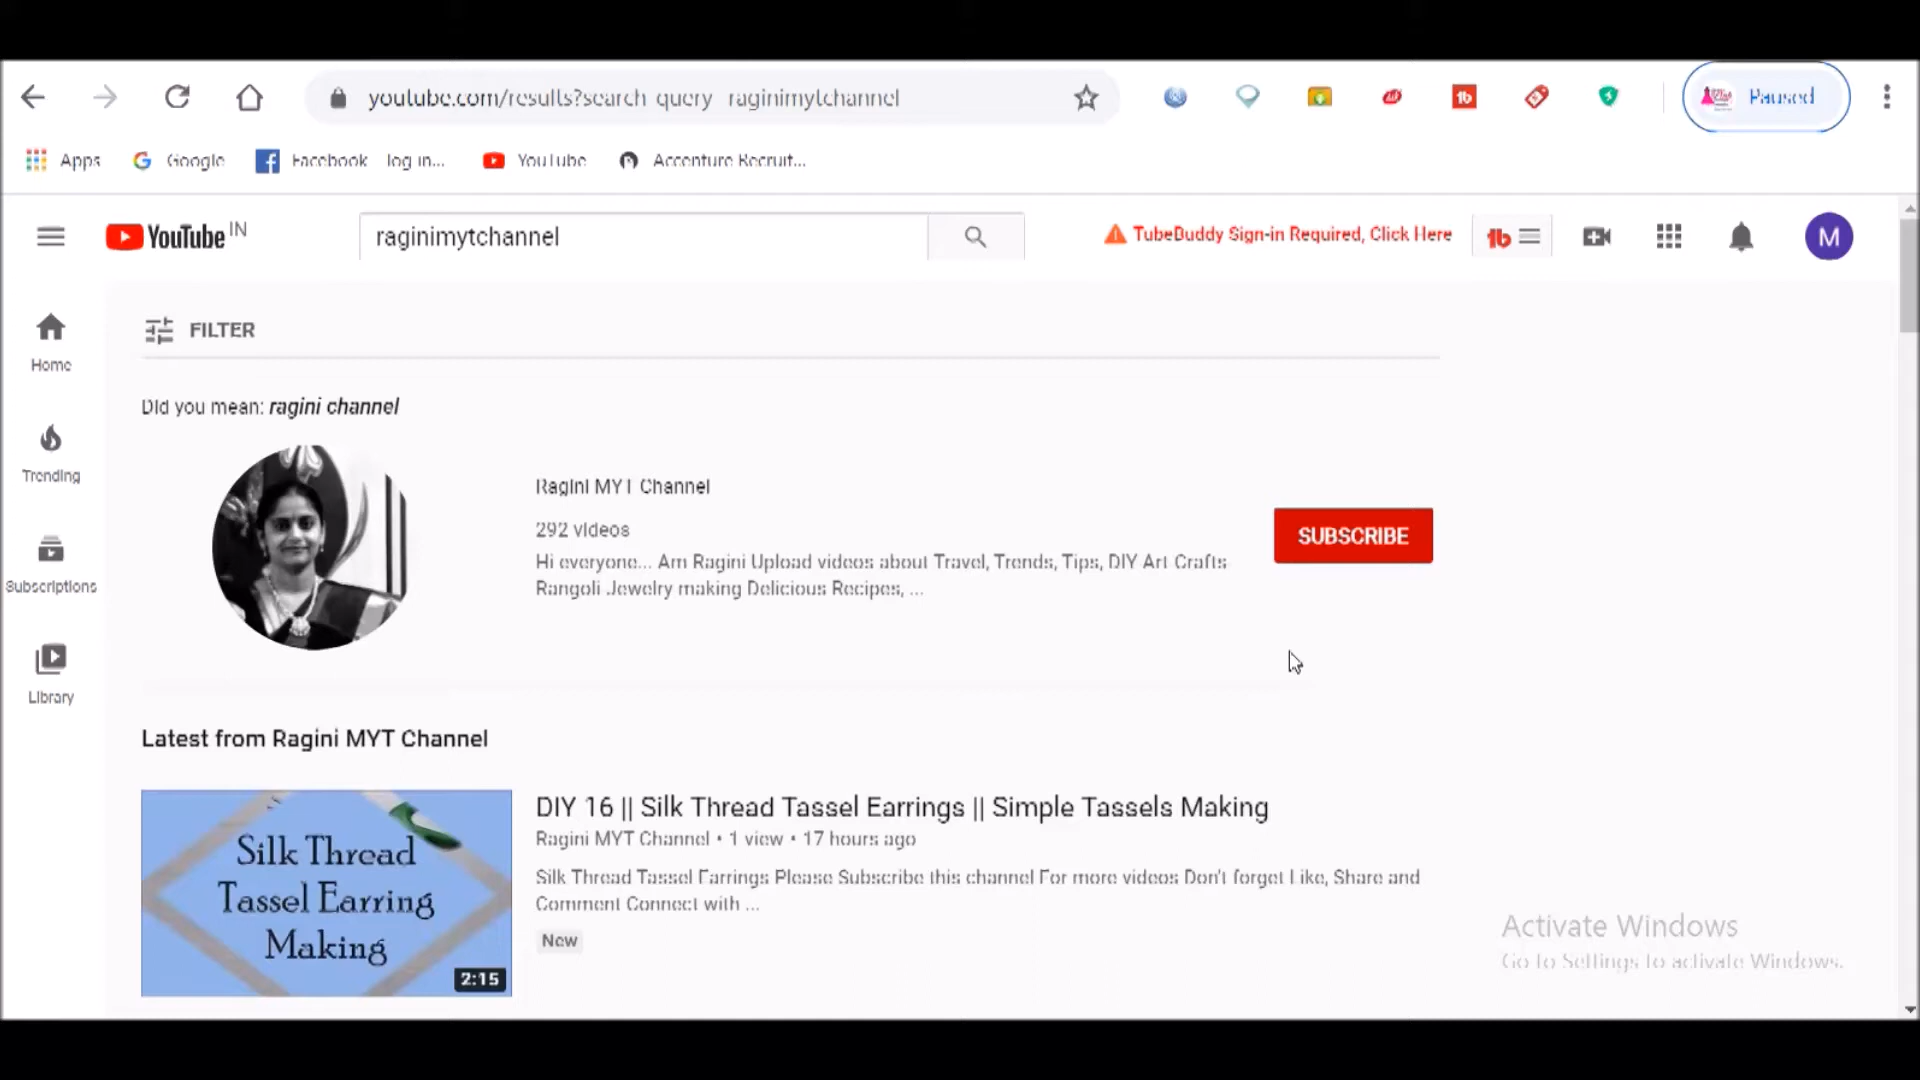 youtube.com/results?search query raginimytchannel
Paused
Apps
Google
Facebook log in...
YouTube
Accenture Recruit...
YouTube IN
raginimytchannel
TubeBuddy Sign-in Required, Click Here
tb
M
FILTER
Home
Did you mean: ragini channel
Trending
Ragini MYT Channel
292 videos
SUBSCRIBE
Hi everyone... Am Ragini Upload videos about Travel, Trends, Tips, DIY Art Crafts
Rangoli Jewelry making Delicious Recipes, ...
Subscriptions
Library
Latest from Ragini MYT Channel
Silk Thread
Tassel Earring
Making
2:15
DIY 16 || Silk Thread Tassel Earrings || Simple Tassels Making
Ragini MYT Channel • 1 view • 17 hours ago
Silk Thread Tassel Earrings Please Subscribe this channel For more videos Don't forget Like, Share and
Comment Connect with ...
New
Activate Windows
Go to Settings to activate Windows.